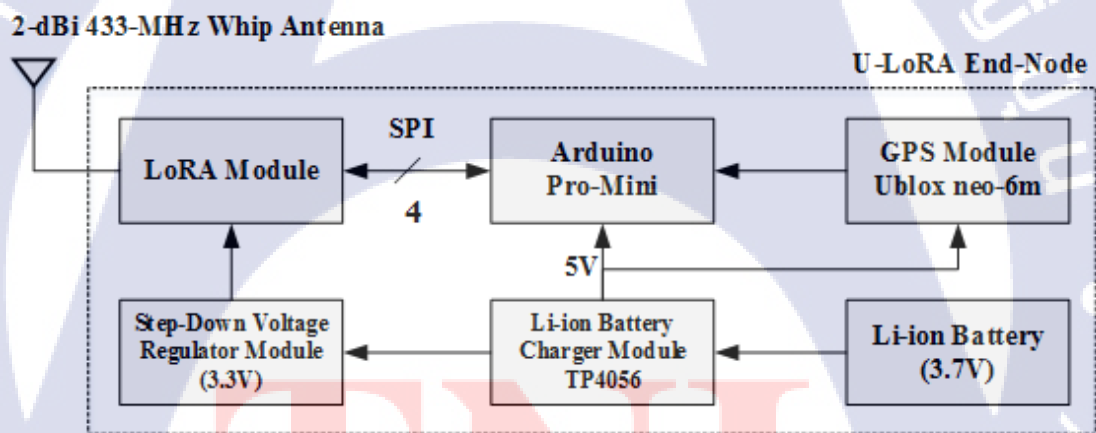 2-dBi 433-MHz Whip Antenna
U-LoRA End-Node
LoRA Module
SPI
4
Arduino
Pro-Mini
GPS Module
Ublox neo-6m
5V
Step-Down Voltage
Regulator Module
(3.3V)
Li-ion Battery
Charger Module
TP4056
Li-ion Battery
(3.7V)